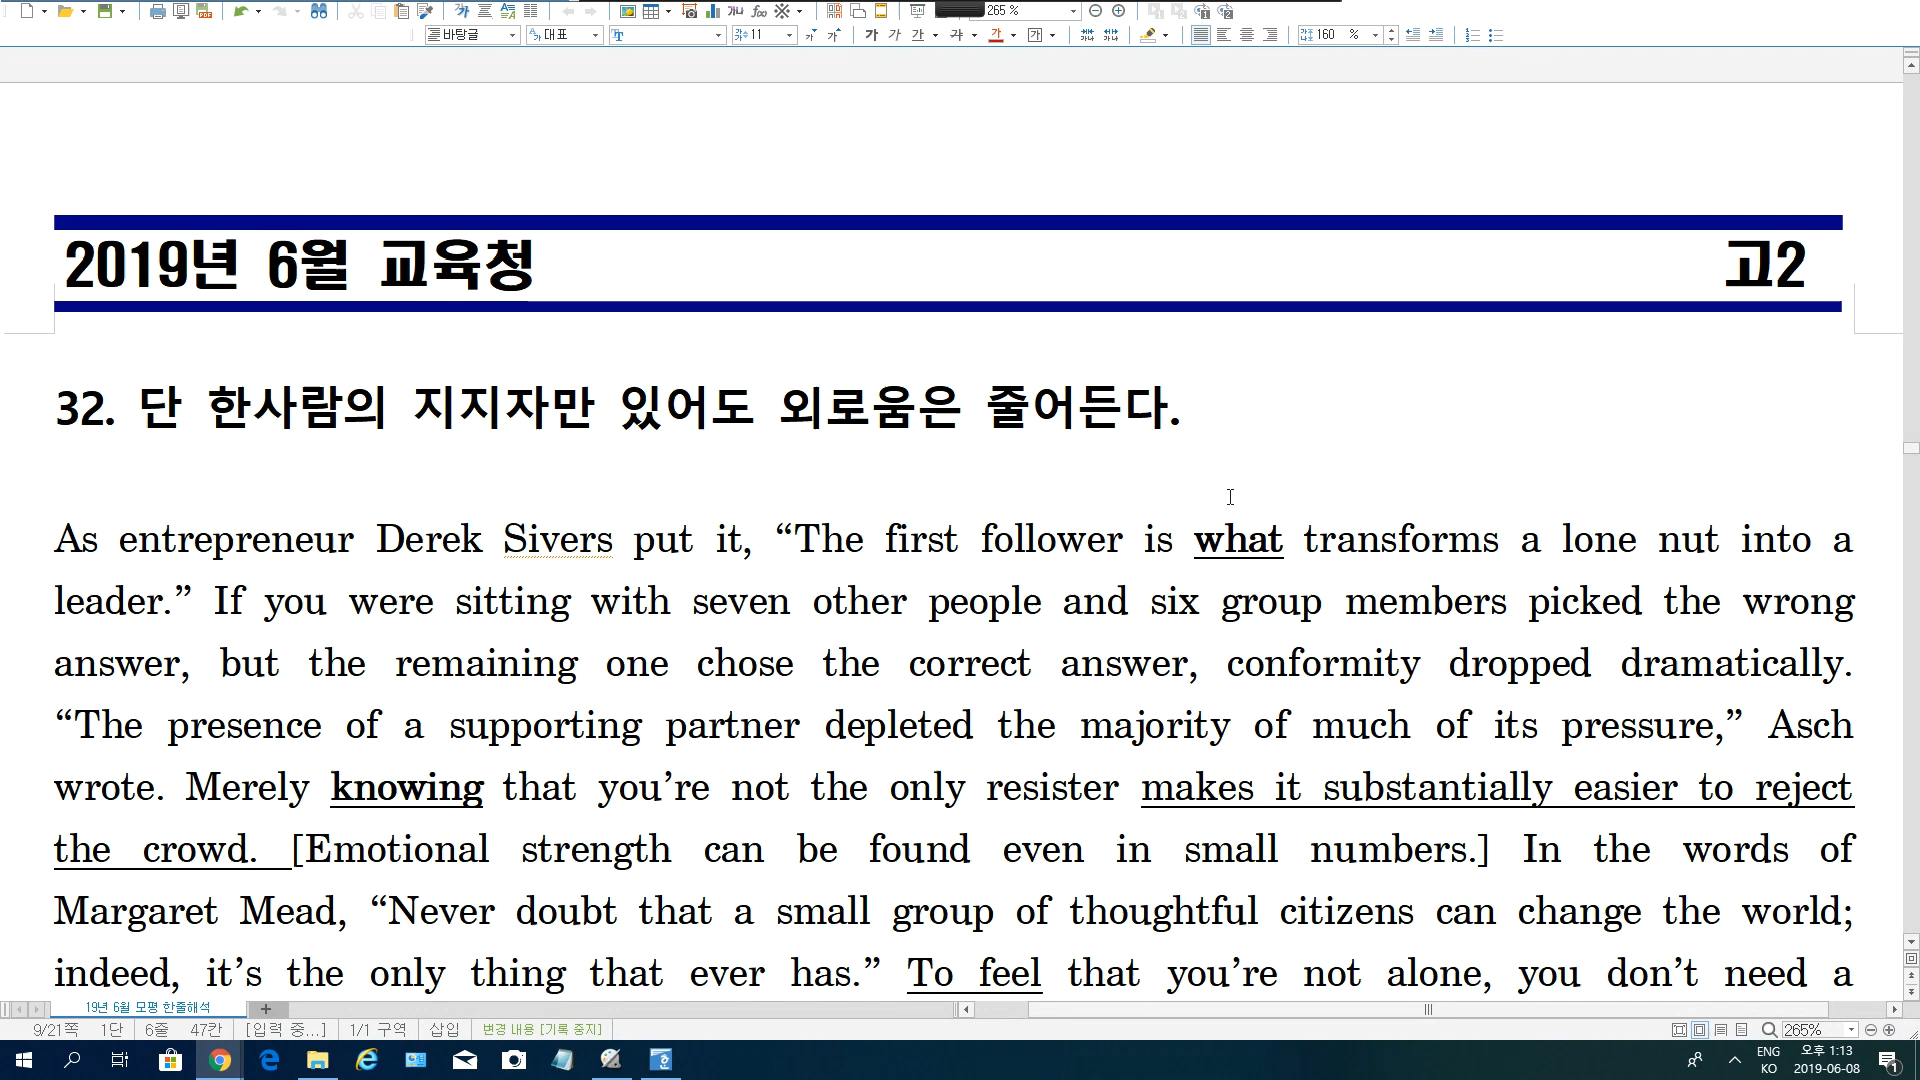 265 %
바탕글
대표
11
160 %
2019년 6월 교육청 고2
32. 단 한사람의 지지자만 있어도 외로움은 줄어든다.
As entrepreneur Derek Sivers put it, “The first follower is what transforms a lone nut into a
leader.” If you were sitting with seven other people and six group members picked the wrong
answer, but the remaining one chose the correct answer, conformity dropped dramatically.
“The presence of a supporting partner depleted the majority of much of its pressure,” Asch
wrote. Merely knowing that you’re not the only resister makes it substantially easier to reject
the crowd. [Emotional strength can be found even in small numbers.] In the words of
Margaret Mead, “Never doubt that a small group of thoughtful citizens can change the world;
indeed, it’s the only thing that ever has.” To feel that you’re not alone, you don’t need a
19년 6월 모평 한줄해석
9/21쪽 1단 6줄 47칸 [입력 중...] 1/1 구역 삽입 변경 내용 [기록 중지] 265%
ENG 오후 1:13
KO 2019-06-08 1